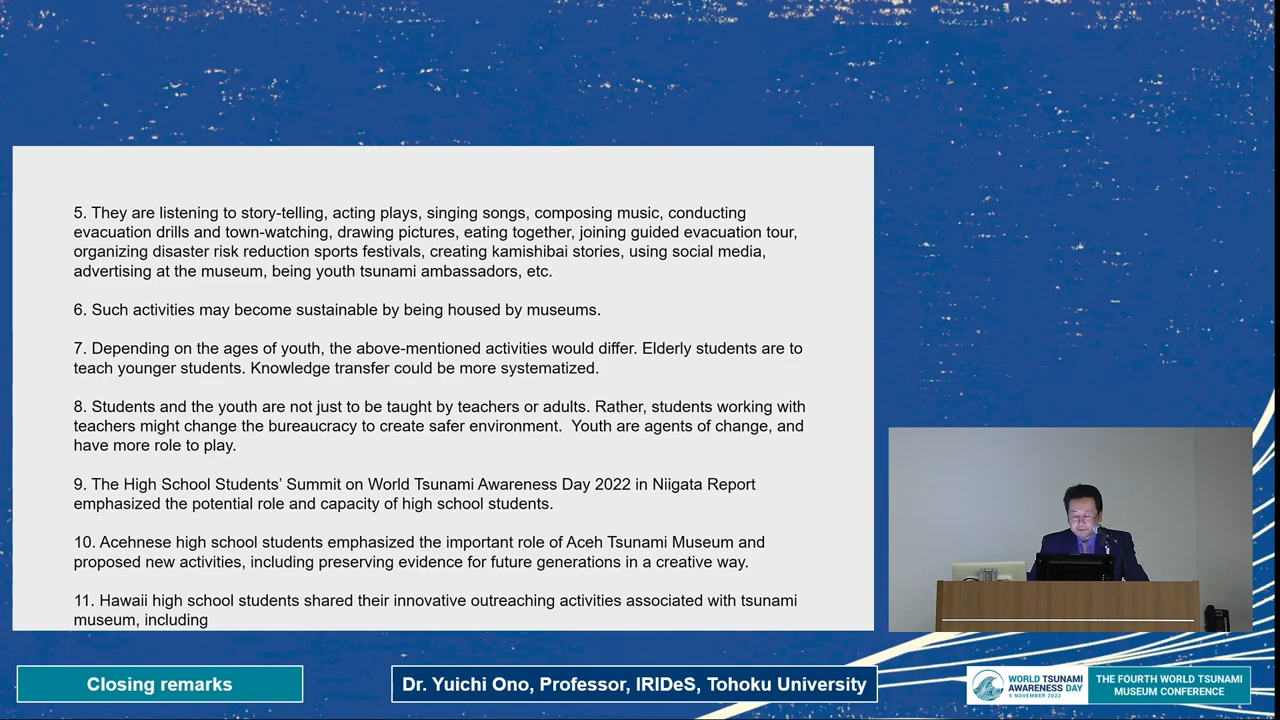 5. They are listening to story-telling, acting plays, singing songs, composing music, conducting
evacuation drills and town-watching, drawing pictures, eating together, joining guided evacuation tour,
organizing disaster risk reduction sports festivals, creating kamishibai stories, using social media,
advertising at the museum, being youth tsunami ambassadors, etc.
6. Such activities may become sustainable by being housed by museums.
7. Depending on the ages of youth, the above-mentioned activities would differ. Elderly students are to
teach younger students. Knowledge transfer could be more systematized.
8. Students and the youth are not just to be taught by teachers or adults. Rather, students working with
teachers might change the bureaucracy to create safer environment.  Youth are agents of change, and
have more role to play.
9. The High School Students’ Summit on World Tsunami Awareness Day 2022 in Niigata Report
emphasized the potential role and capacity of high school students.
10. Acehnese high school students emphasized the important role of Aceh Tsunami Museum and
proposed new activities, including preserving evidence for future generations in a creative way.
11. Hawaii high school students shared their innovative outreaching activities associated with tsunami
museum, including
Closing remarks
Dr. Yuichi Ono, Professor, IRIDeS, Tohoku University
WORLD TSUNAMI
AWARENESS DAY
5 NOVEMBER 2022
THE FOURTH WORLD TSUNAMI
MUSEUM CONFERENCE